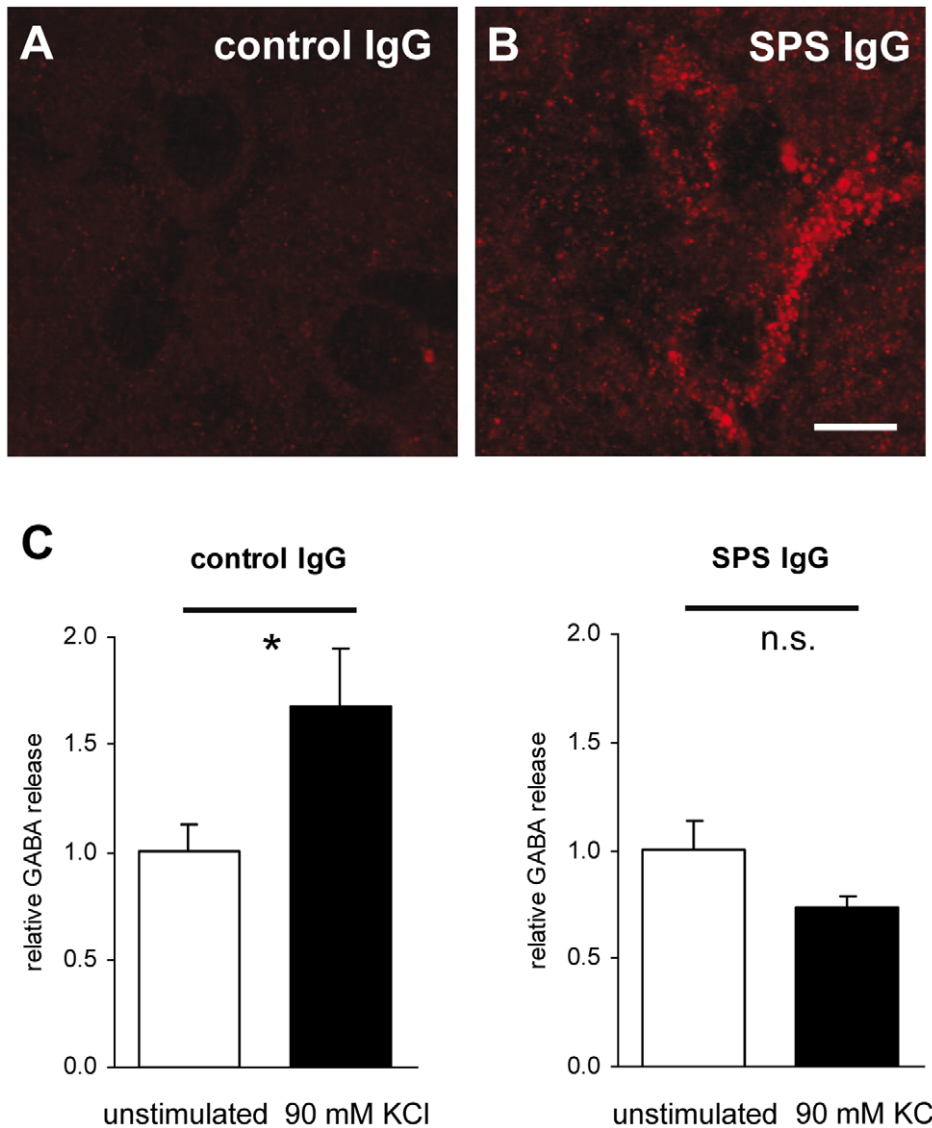 A control IgG
B SPS IgG
C
control IgG
*
2.0
1.5
1.0
0.5
0.0
relative GABA release
unstimulated 90 mM KCl
SPS IgG
n.s.
2.0
1.5
1.0
0.5
0.0
relative GABA release
unstimulated 90 mM KC